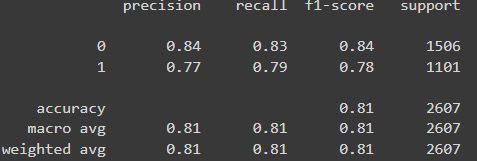 precision recall f1-score support
0 0.84 0.83 0.84 1506
1 0.77 0.79 0.78 1101
accuracy 0.81 2607
macro avg 0.81 0.81 0.81 2607
weighted avg 0.81 0.81 0.81 2607